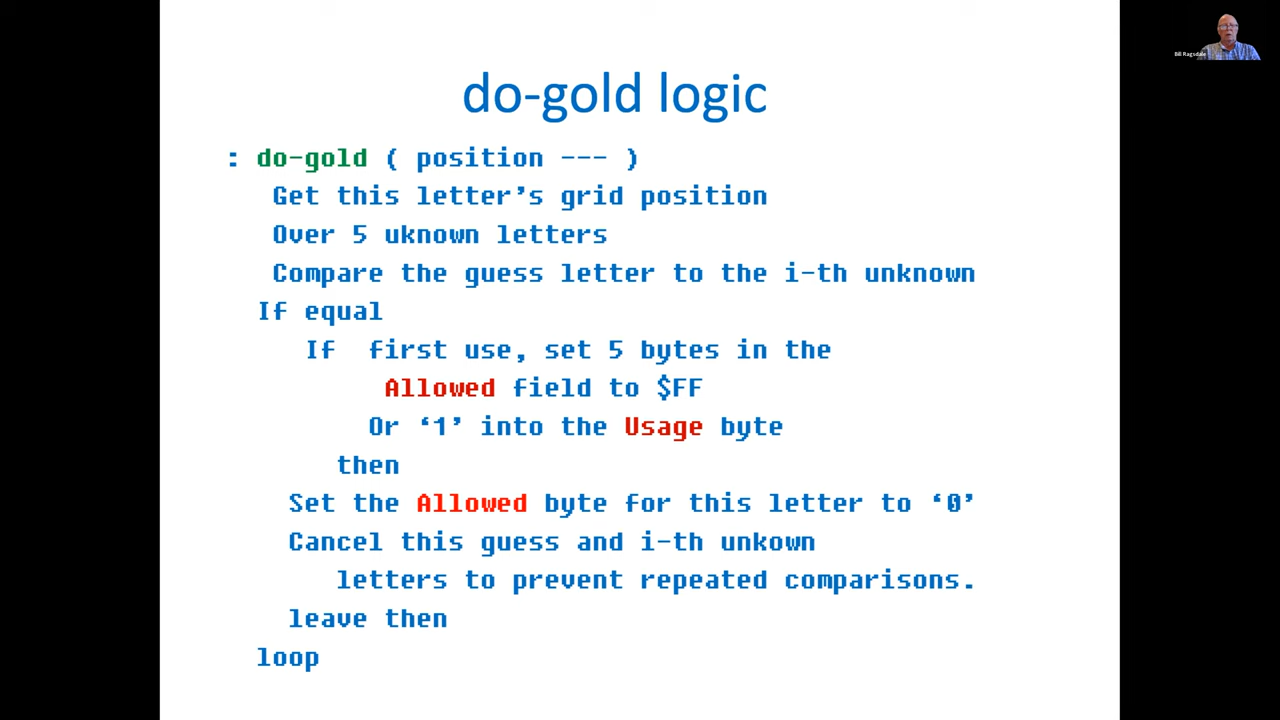 do-gold logic
Bill Ragsdale
: do-gold ( position --- )
Get this letter’s grid position
Over 5 uknown letters
Compare the guess letter to the i-th unknown
If equal
If first use, set 5 bytes in the
Allowed field to $FF
Or ‘1’ into the Usage byte
then
Set the Allowed byte for this letter to ‘0’
Cancel this guess and i-th unkown
letters to prevent repeated comparisons.
leave then
loop